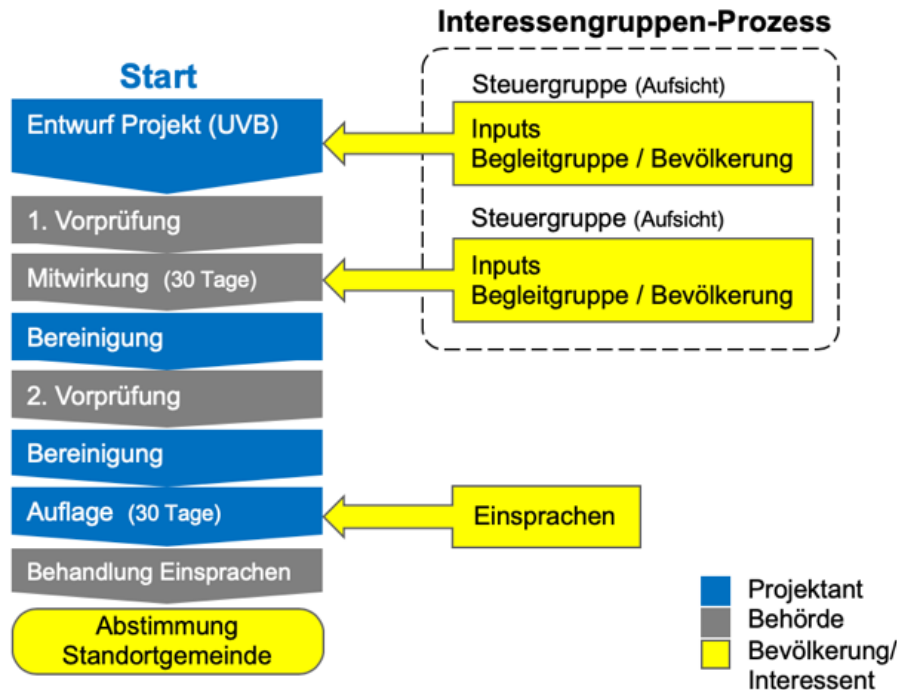 Interessengruppen-Prozess
Start
Entwurf Projekt (UVB)
1. Vorprüfung
Mitwirkung (30 Tage)
Bereinigung
2. Vorprüfung
Bereinigung
Auflage (30 Tage)
Behandlung Einsprachen
Abstimmung
Standortgemeinde
Steuergruppe (Aufsicht)
Inputs
Begleitgruppe / Bevölkerung
Steuergruppe (Aufsicht)
Inputs
Begleitgruppe / Bevölkerung
Einsprachen
Projektant
Behörde
Bevölkerung/
Interessent